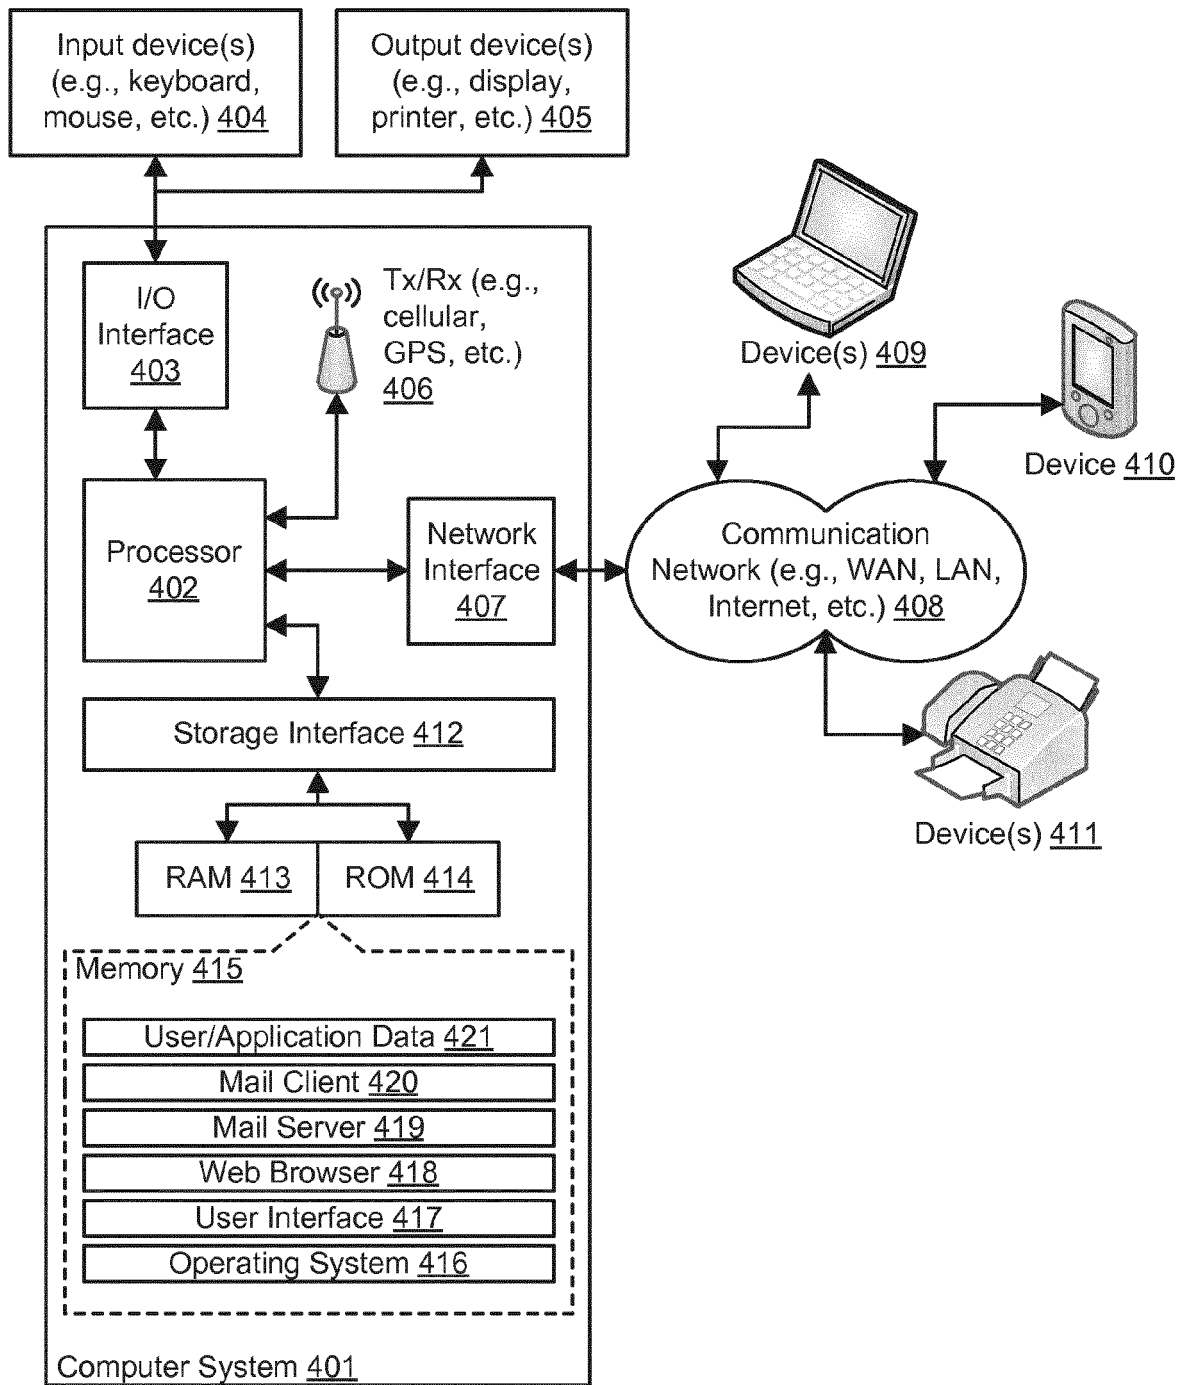 Input device(s)
(e.g., keyboard,
mouse, etc.) 404
Output device(s)
(e.g., display,
printer, etc.) 405
I/O
Interface
403
Tx/Rx (e.g.,
cellular,
GPS, etc.)
406
Device(s) 409
Device 410
Processor
402
Network
Interface
407
Communication
Network (e.g., WAN, LAN,
Internet, etc.) 408
Storage Interface 412
Device(s) 411
RAM 413
ROM 414
Memory 415
User/Application Data 421
Mail Client 420
Mail Server 419
Web Browser 418
User Interface 417
Operating System 416
Computer System 401